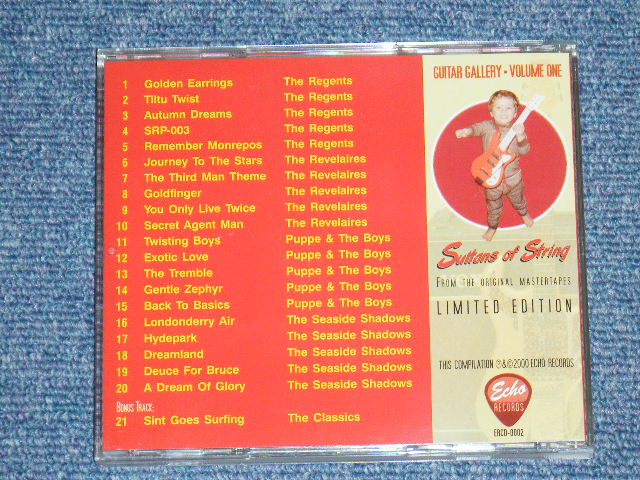 1 Golden Earrings The Regents
2 Tiltu Twist The Regents
3 Autumn Dreams The Regents
4 SRP-003 The Regents
5 Remember Monrepos The Regents
6 Journey To The Stars The Revelaires
7 The Third Man Theme The Revelaires
8 Goldfinger The Revelaires
9 You Only Live Twice The Revelaires
10 Secret Agent Man The Revelaires
11 Twisting Boys Puppe & The Boys
12 Exotic Love Puppe & The Boys
13 The Tremble Puppe & The Boys
14 Gentle Zephyr Puppe & The Boys
15 Back To Basics Puppe & The Boys
16 Londonderry Air The Seaside Shadows
17 Hydepark The Seaside Shadows
18 Dreamland The Seaside Shadows
19 Deuce For Bruce The Seaside Shadows
20 A Dream Of Glory The Seaside Shadows
Bonus Track:
21 Sint Goes Surfing The Classics
GUITAR GALLERY • VOLUME ONE
Sultans of String
FROM THE ORIGINAL MASTERTAPES
LIMITED EDITION
THIS COMPILATION ℗&©2000 ECHO RECORDS
Echo
RECORDS
ERCD-0002